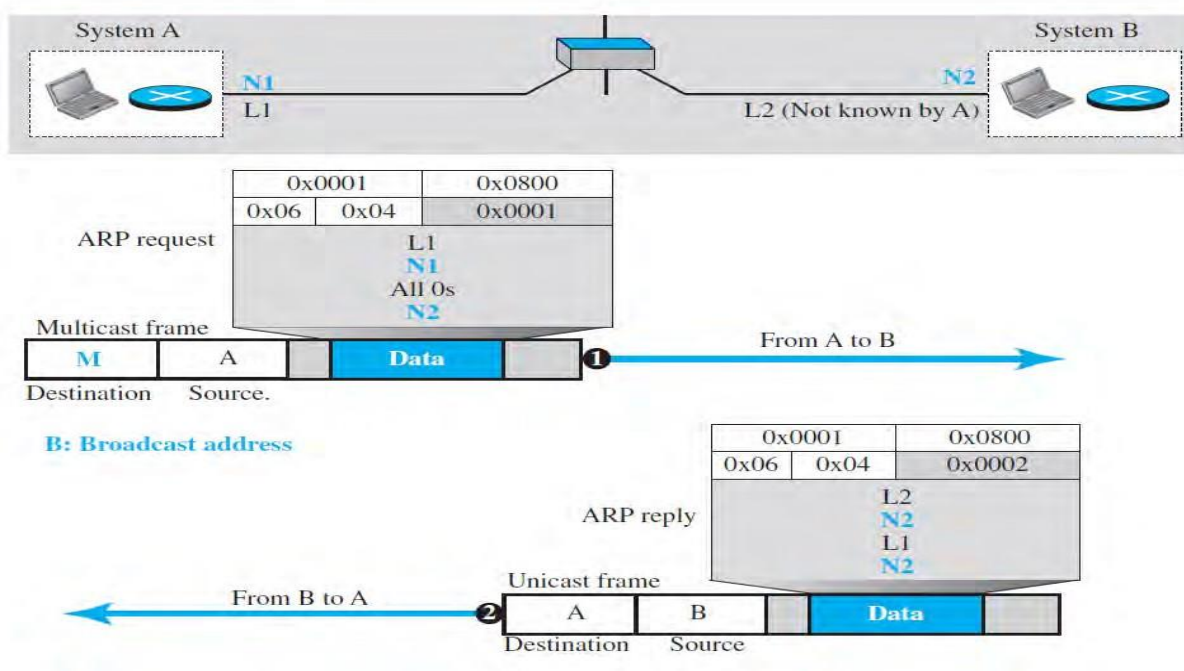 System A
System B
N1
L1
N2
L2 (Not known by A)
0x0001 0x0800
0x06 0x04 0x0001
ARP request
L1
N1
All 0s
N2
Multicast frame
M A Data
1
From A to B
Destination Source.
B: Broadcast address
0x0001 0x0800
0x06 0x04 0x0002
ARP reply
L2
N2
L1
N2
Unicast frame
From B to A
2
A B Data
Destination Source